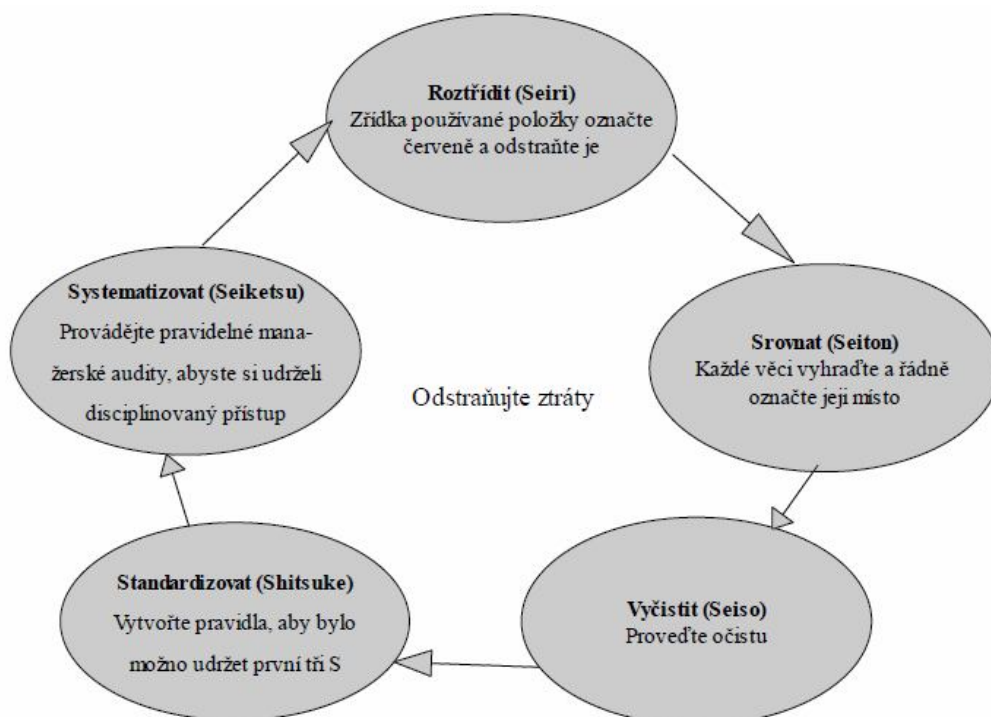 Roztřídit (Seiri)
Zřídka používané položky označte
červeně a odstraňte je
Srovnat (Seiton)
Každé věci vyhraďte a řádně
označte její místo
Vyčistit (Seiso)
Proveďte očistu
Standardizovat (Shitsuke)
Vytvořte pravidla, aby bylo
možno udržet první tři S
Systematizovat (Seiketsu)
Provádějte pravidelné mana-
žerské audity, abyste si udrželi
disciplinovaný přístup
Odstraňujte ztráty